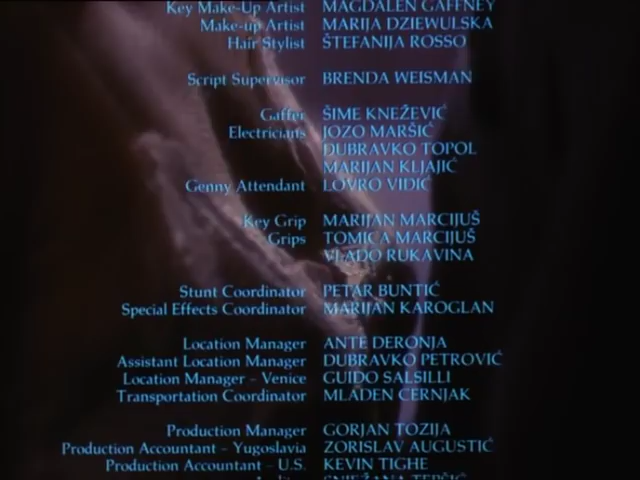 Key Make-Up Artist MAGDALEN GAFFNEY
Make-up Artist MARIJA DZIEWULSKA
Hair Stylist ŠTEFANIJA ROSSO
Script Supervisor BRENDA WEISMAN
Gaffer ŠIME KNEŽEVIĆ
Electricians JOZO MARŠIĆ
DUBRAVKO TOPOL
MARIJAN KLJAJIĆ
Genny Attendant LOVRO VIDIĆ
Key Grip MARIJAN MARCIJUŠ
Grips TOMICA MARCIJUŠ
VLADO RUKAVINA
Stunt Coordinator PETAR BUNTIĆ
Special Effects Coordinator MARIJAN KAROGLAN
Location Manager ANTE DERONJA
Assistant Location Manager DUBRAVKO PETROVIĆ
Location Manager - Venice GUIDO SALSILLI
Transportation Coordinator MLADEN CERNJAK
Production Manager GORJAN TOZIJA
Production Accountant - Yugoslavia ZORISLAV AUGUSTIĆ
Production Accountant - U.S. KEVIN TIGHE